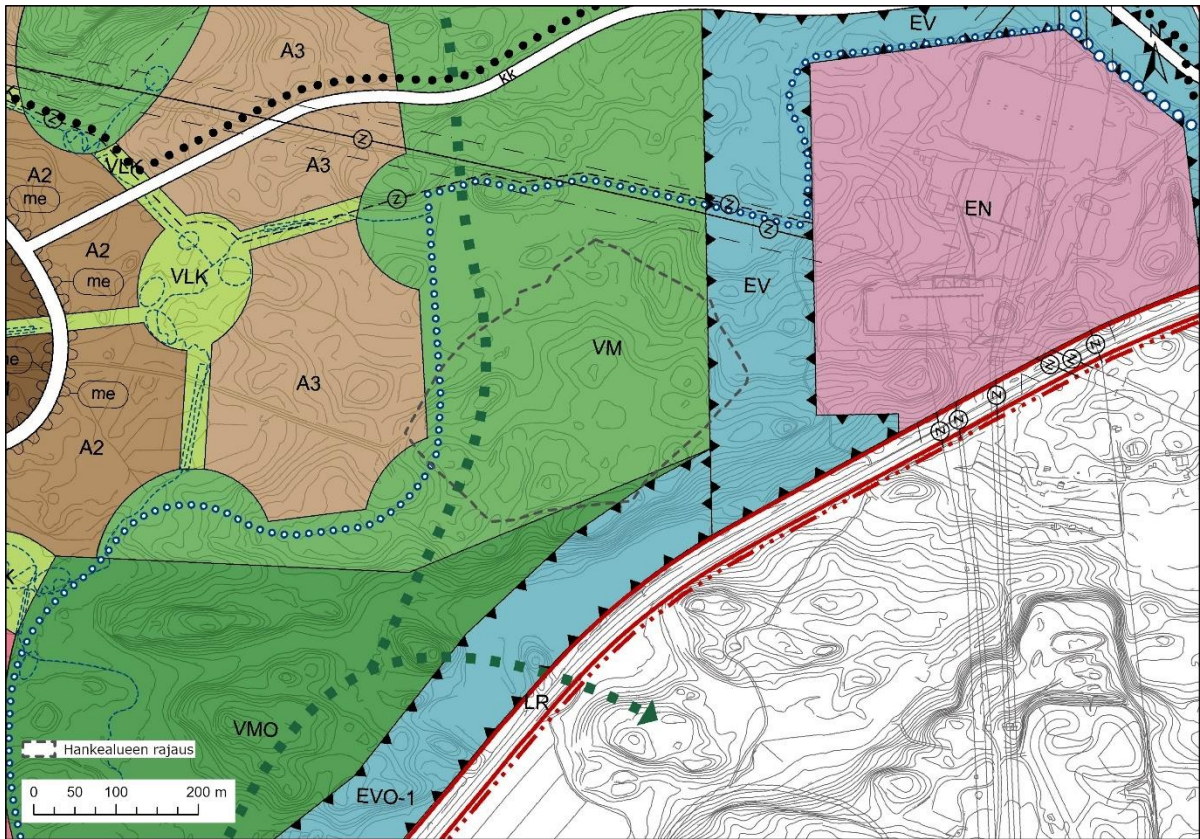 EV
N
A3
kk
Z
Z
A3
EN
VLK
A2
me
Z
Z
Z
A2
VLK
EV
me
VM
Z
N
N
A3
me
Z
A2
Z
Z
LR
VMO
Hankealueen rajaus
0 50 100 200 m
EVO-1